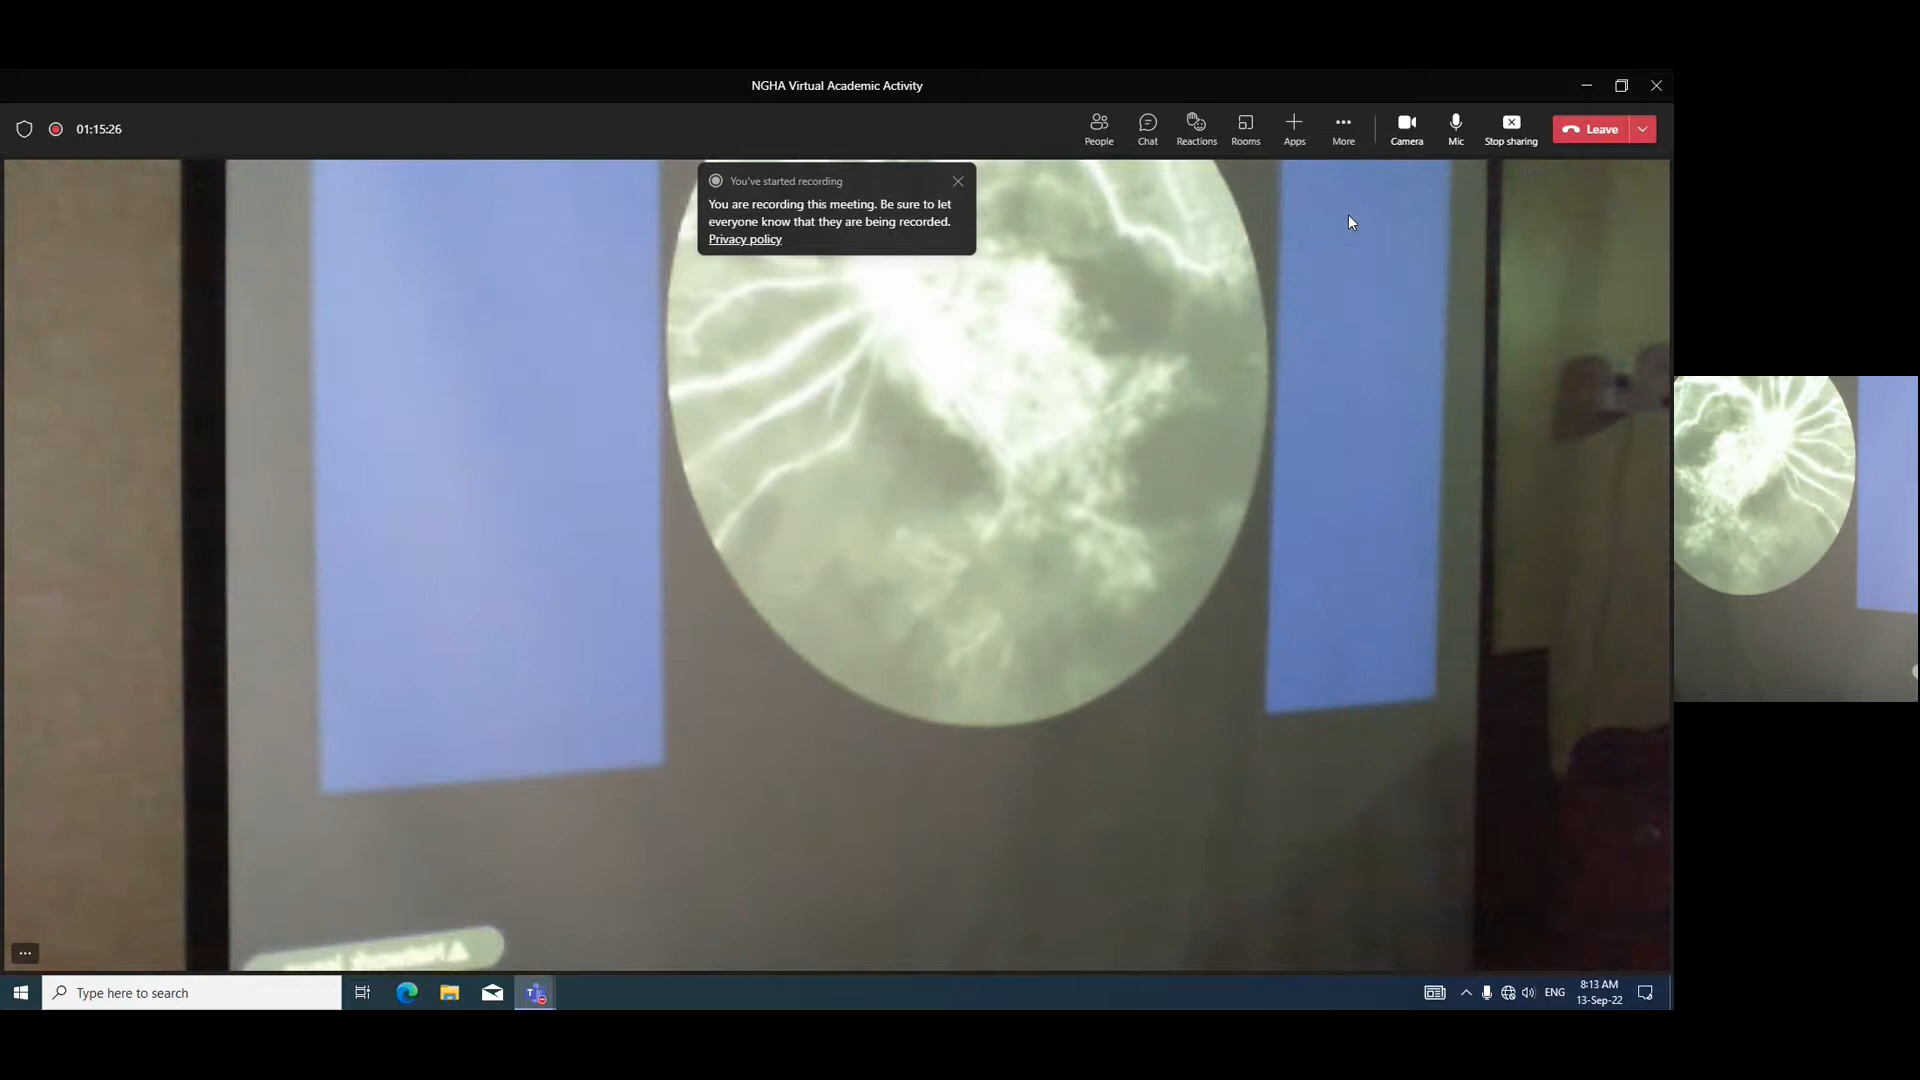 NGHA Virtual Academic Activity
01:15:26
People
Chat
Reactions
Rooms
Apps
More
Camera
Mic
Stop sharing
Leave
You've started recording
You are recording this meeting. Be sure to let
everyone know that they are being recorded.
Privacy policy
Type here to search
ENG
8:13 AM
13-Sep-22